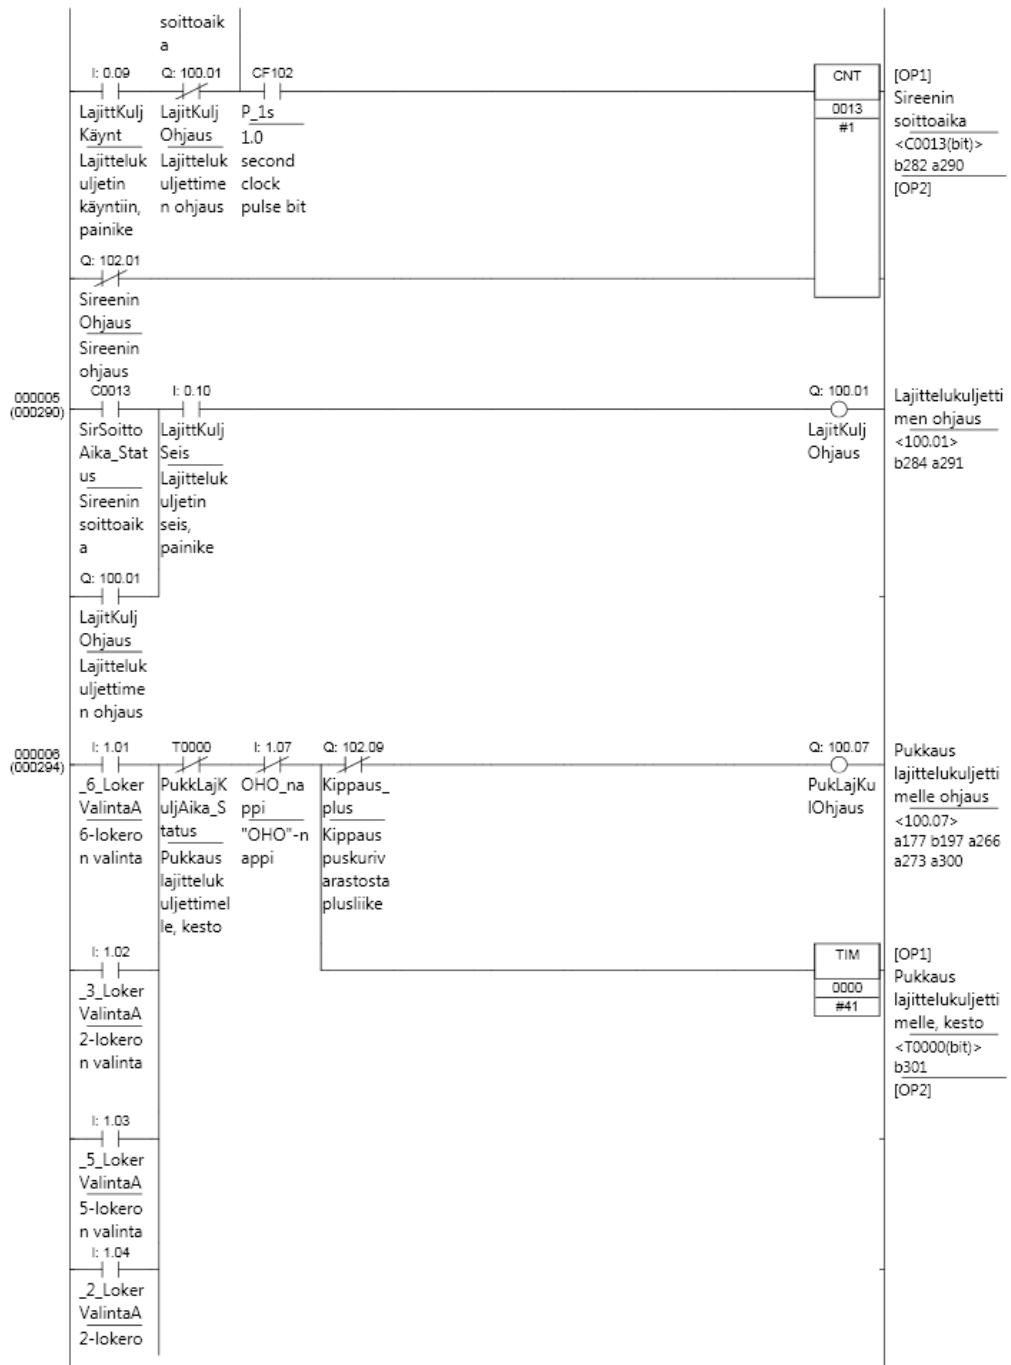 soittoaik
a
I: 0.09
Q: 100.01
CF102
CNT
[OP1]
LajittKulj
Käynt
Lajitteluk
uljetin
käyntiin,
painike
LajitKulj
Ohjaus
Lajitteluk
uljettime
n ohjaus
P_1s
1.0
second
clock
pulse bit
0013
#1
Sireenin
soittoaika
<C0013(bit)>
b282 a290
[OP2]
Q: 102.01
Sireenin
Ohjaus
Sireenin
ohjaus
000005
(000290)
C0013
I: 0.10
Q: 100.01
SirSoitto
Aika_Stat
us
Sireenin
soittoaik
a
LajittKulj
Seis
Lajitteluk
uljetin
seis,
painike
LajitKulj
Ohjaus
Lajittelukuljetti
men ohjaus
<100.01>
b284 a291
Q: 100.01
LajitKulj
Ohjaus
Lajitteluk
uljettime
n ohjaus
000006
(000294)
I: 1.01
T0000
I: 1.07
Q: 102.09
Q: 100.07
_6_Loker
ValintaA
6-lokero
n valinta
PukkLajK
uljAika_S
tatus
Pukkaus
lajitteluk
uljettimel
le, kesto
OHO_na
ppi
"OHO"-n
appi
Kippaus_
plus
Kippaus
puskuriv
arastosta
plusliike
PukLajKu
lOhjaus
Pukkaus
lajittelukuljetti
melle ohjaus
<100.07>
a177 b197 a266
a273 a300
I: 1.02
_3_Loker
ValintaA
2-lokero
n valinta
TIM
0000
#41
[OP1]
Pukkaus
lajittelukuljetti
melle, kesto
<T0000(bit)>
b301
[OP2]
I: 1.03
_5_Loker
ValintaA
5-lokero
n valinta
I: 1.04
_2_Loker
ValintaA
2-lokero